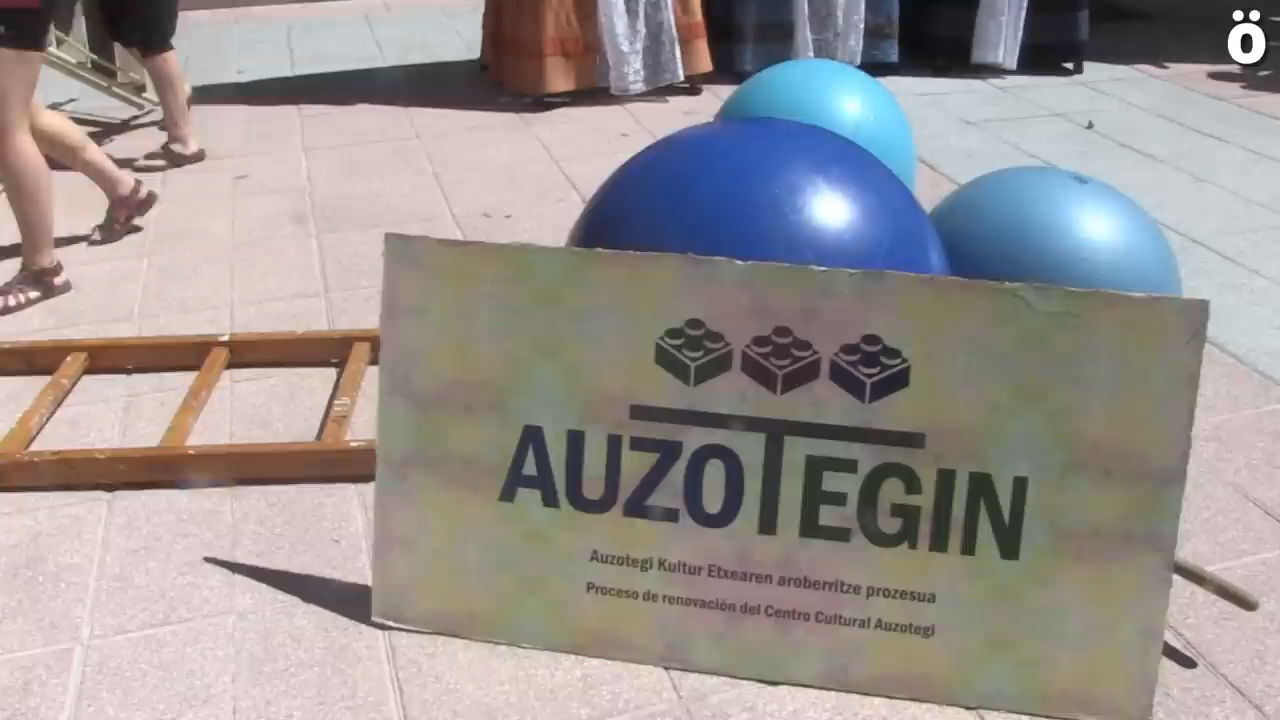 ö
AUZOTEGIN
Auzotegi Kultur Etxearen aroberritze prozesua
Proceso de renovación del Centro Cultural Auzotegi